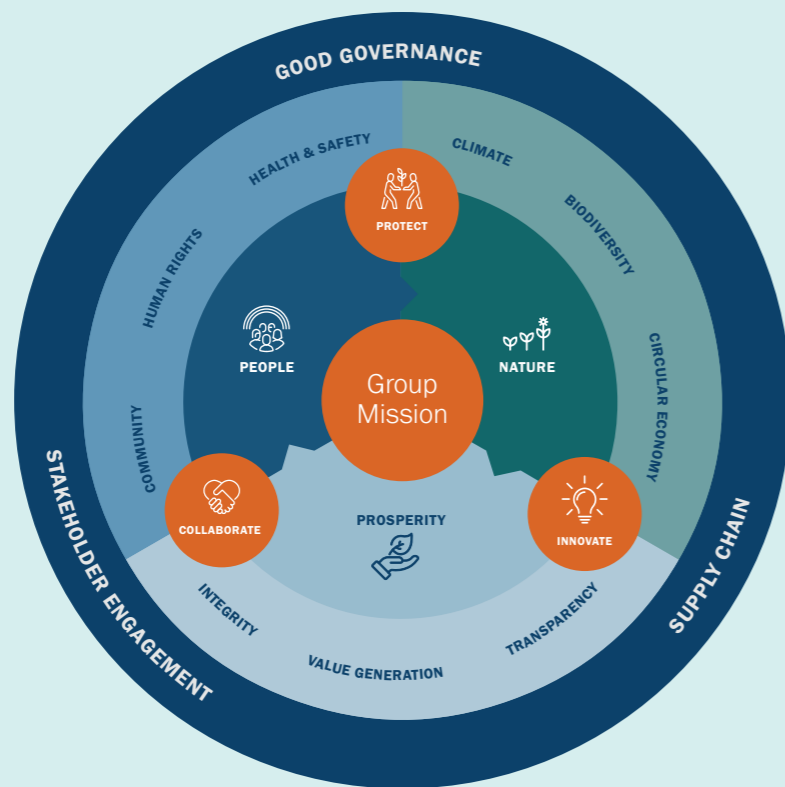 GOOD GOVERNANCE
HEALTH & SAFETY
CLIMATE
BIODIVERSITY
HUMAN RIGHTS
PROTECT
PEOPLE
NATURE
CIRCULAR ECONOMY
Group
Mission
COMMUNITY
COLLABORATE
PROSPERITY
INNOVATE
INTEGRITY
VALUE GENERATION
TRANSPARENCY
STAKEHOLDER ENGAGEMENT
SUPPLY CHAIN